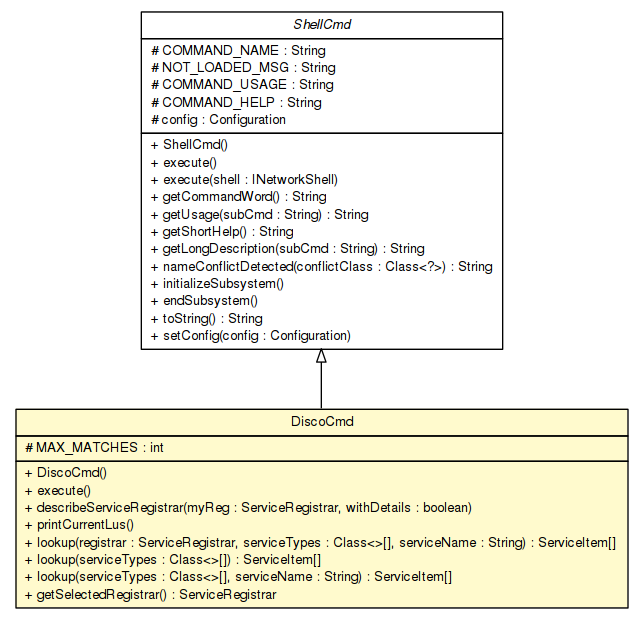 ShellCmd
# COMMAND_NAME : String
# NOT_LOADED_MSG : String
# COMMAND_USAGE : String
# COMMAND_HELP : String
# config : Configuration
+ ShellCmd()
+ execute()
+ execute(shell : INetworkShell)
+ getCommandWord() : String
+ getUsage(subCmd : String) : String
+ getShortHelp() : String
+ getLongDescription(subCmd : String) : String
+ nameConflictDetected(conflictClass : Class<?>) : String
+ initializeSubsystem()
+ endSubsystem()
+ toString() : String
+ setConfig(config : Configuration)
DiscoCmd
# MAX_MATCHES : int
+ DiscoCmd()
+ execute()
+ describeServiceRegistrar(myReg : ServiceRegistrar, withDetails : boolean)
+ printCurrentLus()
+ lookup(registrar : ServiceRegistrar, serviceTypes : Class<>[], serviceName : String) : ServiceItem[]
+ lookup(serviceTypes : Class<>[]) : ServiceItem[]
+ lookup(serviceTypes : Class<>[], serviceName : String) : ServiceItem[]
+ getSelectedRegistrar() : ServiceRegistrar